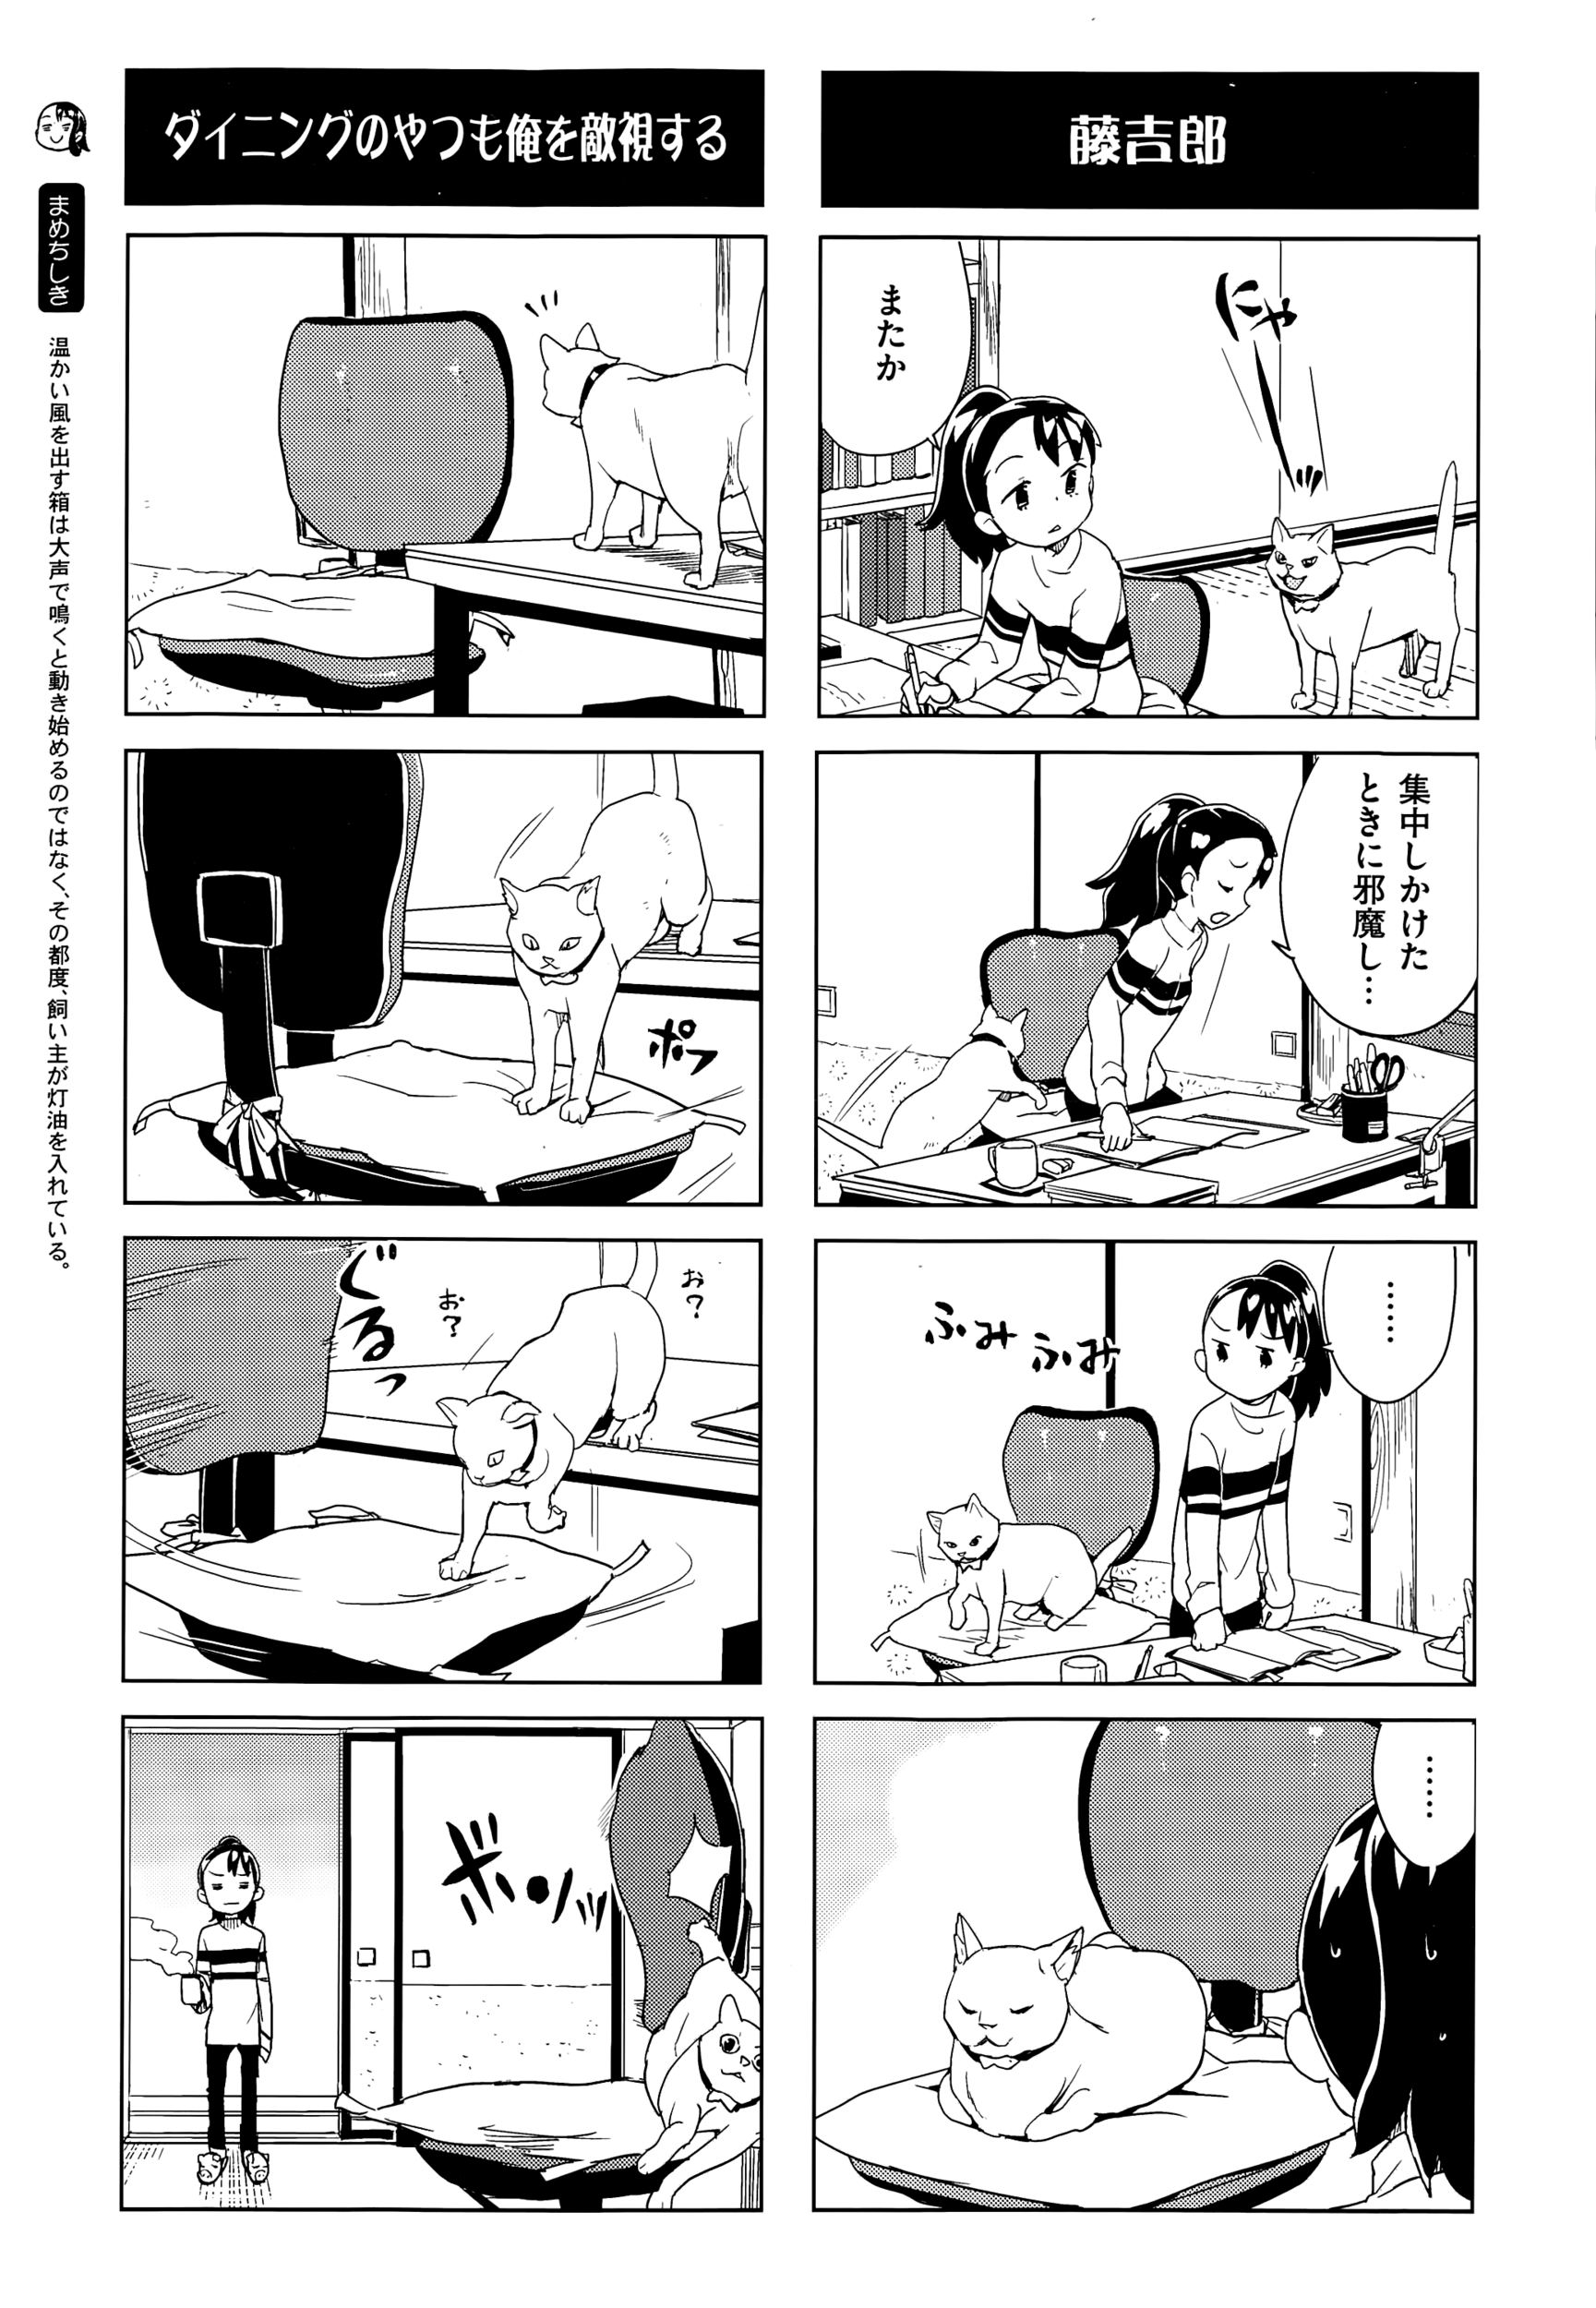 藤吉郎
にゃーッ
またか
集中しかけた
ときに邪魔し…
……
ふみ
ふみ
……
ダイニングのやつも俺を敵視する
ポフ
お?
お?
ぐるっ
ボンッ
まめちしき
温かい風を出す箱は大声で鳴くと動き始めるのではなく、その都度、飼い主が灯油を入れている。